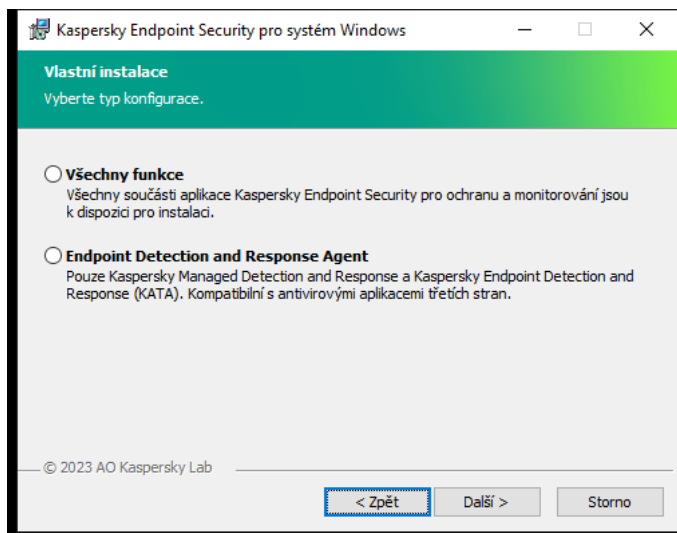 Kaspersky Endpoint Security pro systém Windows
Vlastní instalace
Vyberte typ konfigurace.
Všechny funkce
Všechny součásti aplikace Kaspersky Endpoint Security pro ochranu a monitorování jsou
k dispozici pro instalaci.
Endpoint Detection and Response Agent
Pouze Kaspersky Managed Detection and Response a Kaspersky Endpoint Detection and
Response (KATA). Kompatibilní s antivirovými aplikacemi třetích stran.
© 2023 AO Kaspersky Lab
< Zpět Další > Storno